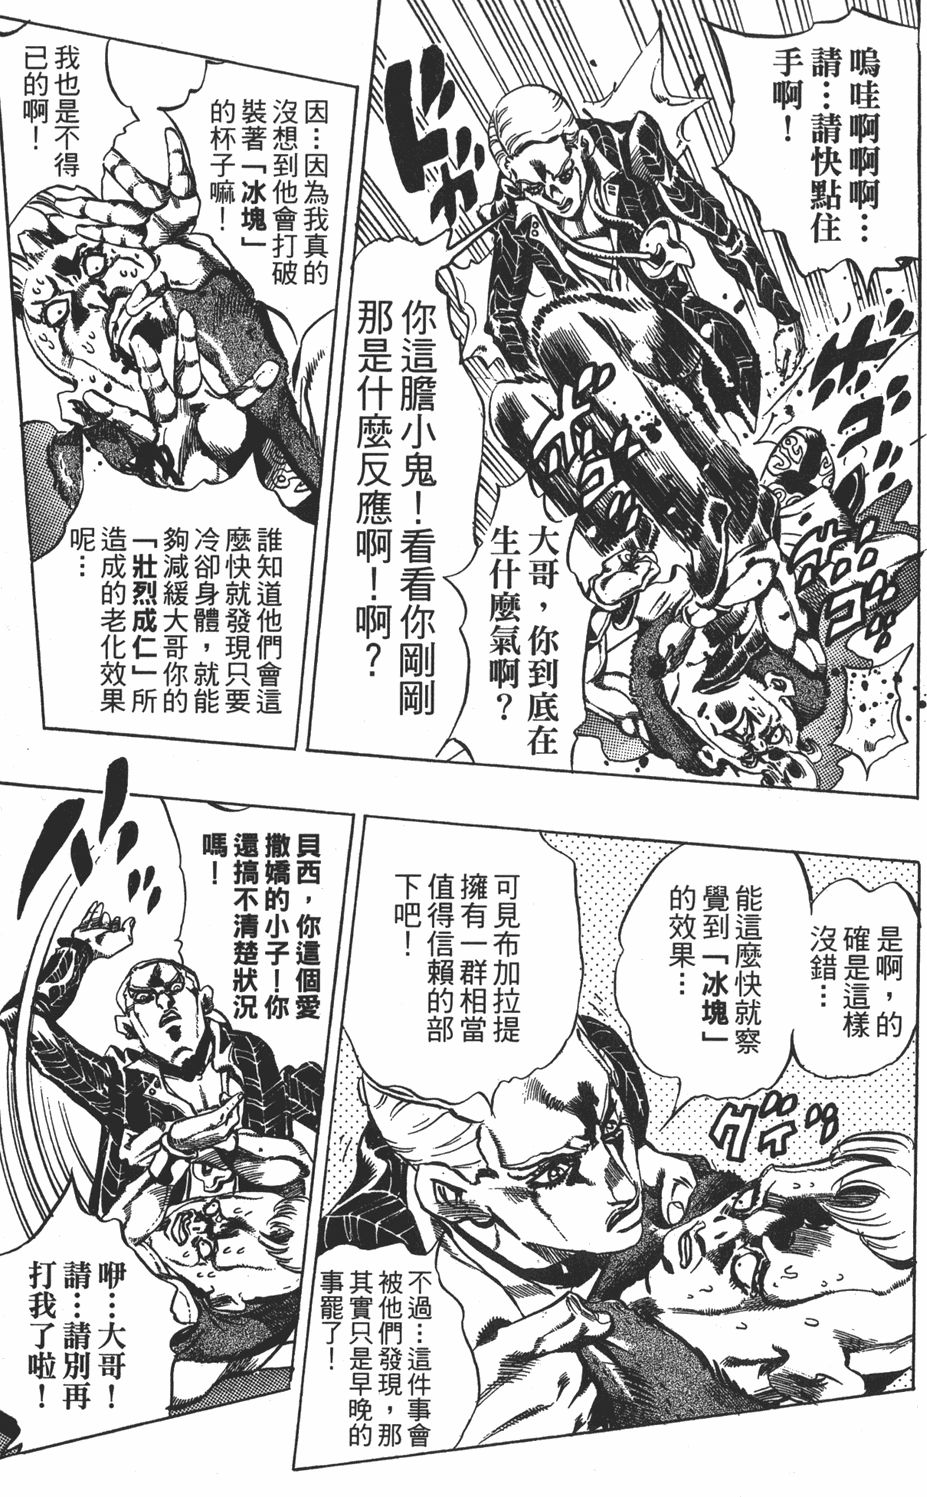 嗚哇啊啊啊…
請…請快點住
手啊！
大哥，你到底在
生什麼氣啊？
你這膽小鬼！看看你剛剛
那是什麼反應啊！啊？
因…因為我真的
沒想到他會打破
裝著「冰塊」
的杯子嘛！
我也是不得
已的啊！
誰知道他們會這
麼快就發現只要
冷卻身體，就能
夠減緩大哥你的
「壯烈成仁」所
造成的老化效果
呢…
是啊，的
確是這樣
沒錯…
能這麼快就察
覺到「冰塊」
的效果…
可見布加拉提
擁有一群相當
值得信賴的部
下吧！
グイィ
不過…這件事會
被他們發現，那
其實只是早晚的
事罷了！
貝西，你這個愛
撒嬌的小子！你
還搞不清楚狀況
嗎！
咿…大哥！
請…請別再
打我了啦！